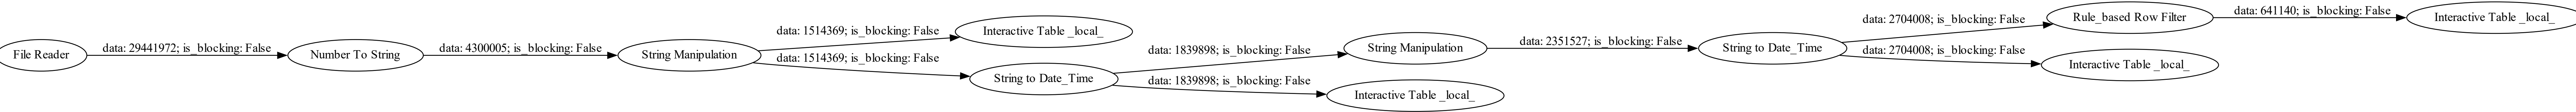 File Reader
data: 29441972; is_blocking: False
Number To String
data: 4300005; is_blocking: False
String Manipulation
data: 1514369; is_blocking: False
Interactive Table _local_
data: 1514369; is_blocking: False
String to Date_Time
data: 1839898; is_blocking: False
String Manipulation
data: 1839898; is_blocking: False
Interactive Table _local_
data: 2351527; is_blocking: False
String to Date_Time
data: 2704008; is_blocking: False
Rule_based Row Filter
data: 2704008; is_blocking: False
Interactive Table _local_
data: 641140; is_blocking: False
Interactive Table _local_